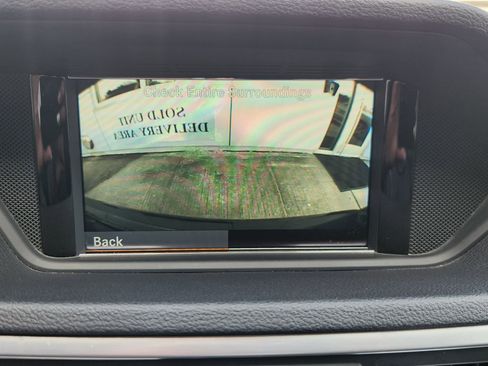 Check Entire Surroundings
SOLD UNIT
DELIVERY AREA
Back